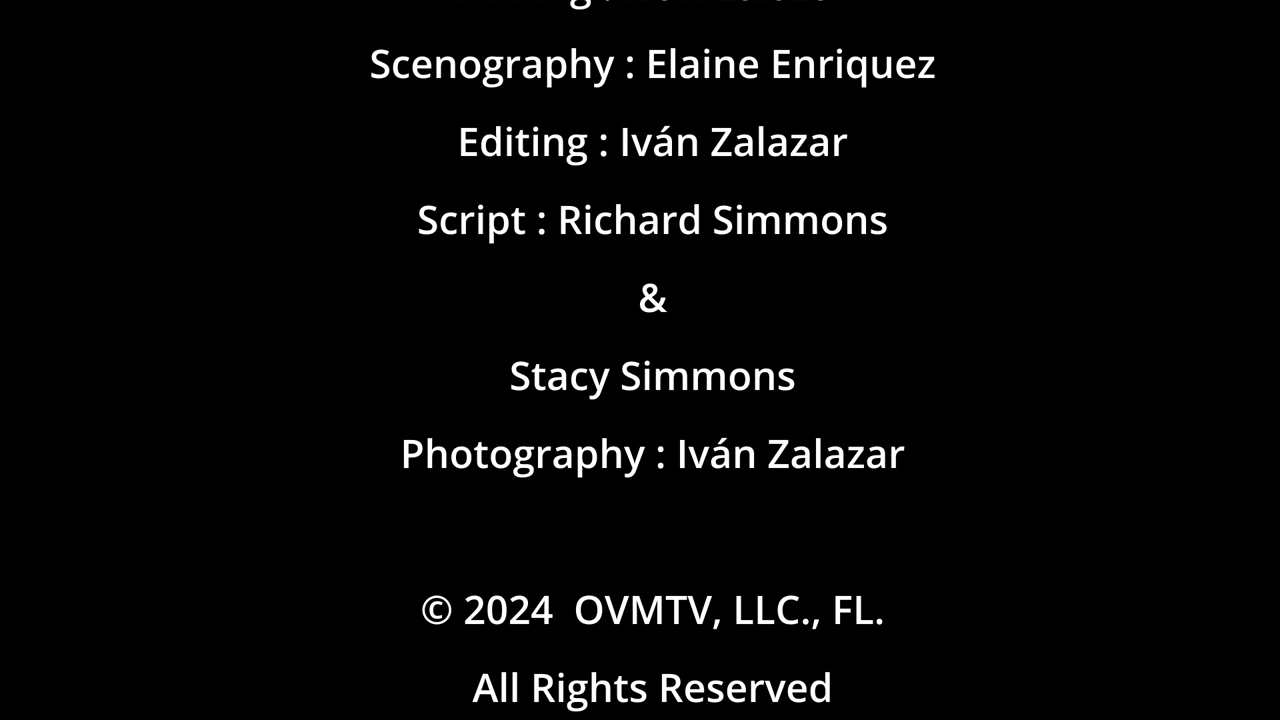 Scenography : Elaine Enriquez
Editing : Iván Zalazar
Script : Richard Simmons
&
Stacy Simmons
Photography : Iván Zalazar
© 2024  OVMTV, LLC., FL.
All Rights Reserved